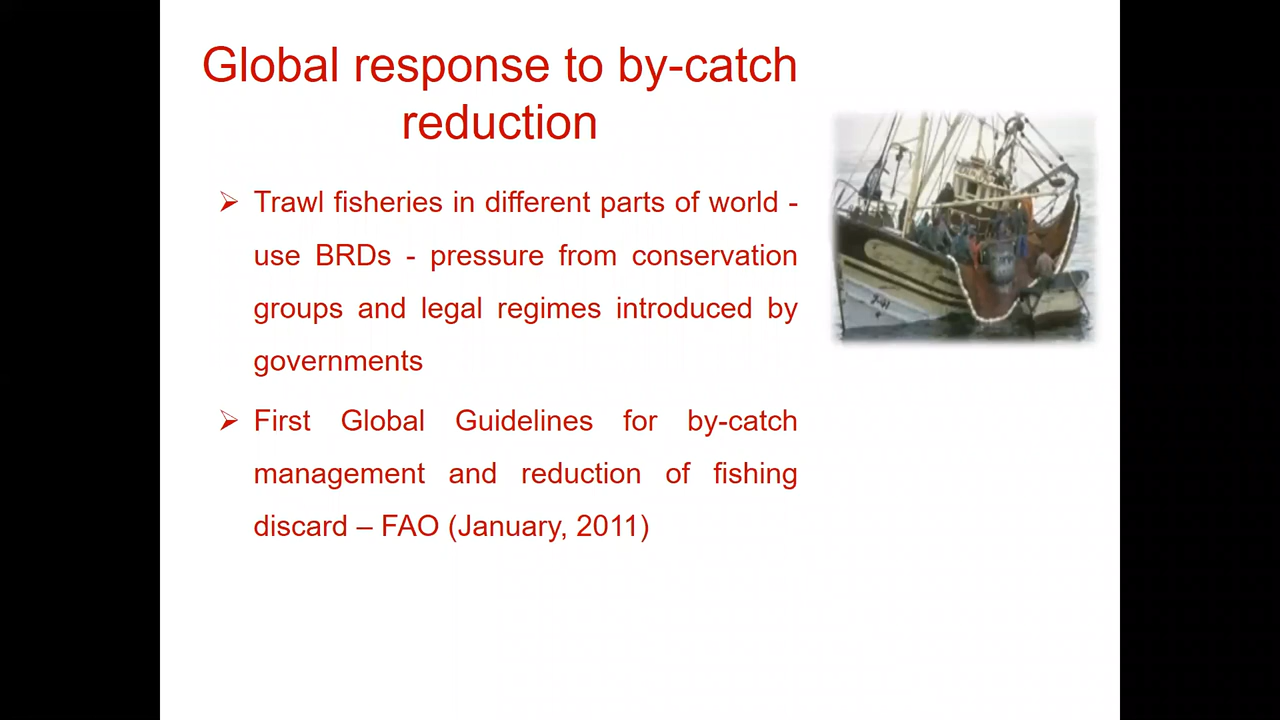 Global response to by-catch
reduction
➢ Trawl fisheries in different parts of world -
use BRDs - pressure from conservation
groups and legal regimes introduced by
governments
➢ First Global Guidelines for by-catch
management and reduction of fishing
discard – FAO (January, 2011)